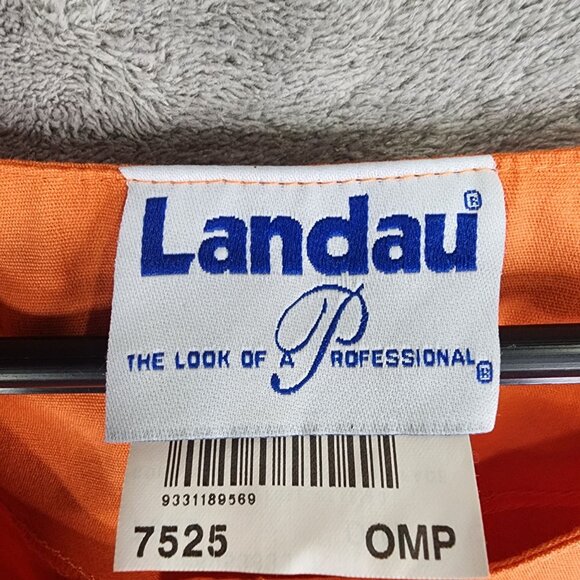 Landau®
THE LOOK OF A PROFESSIONAL®
9331189569
7525 OMP